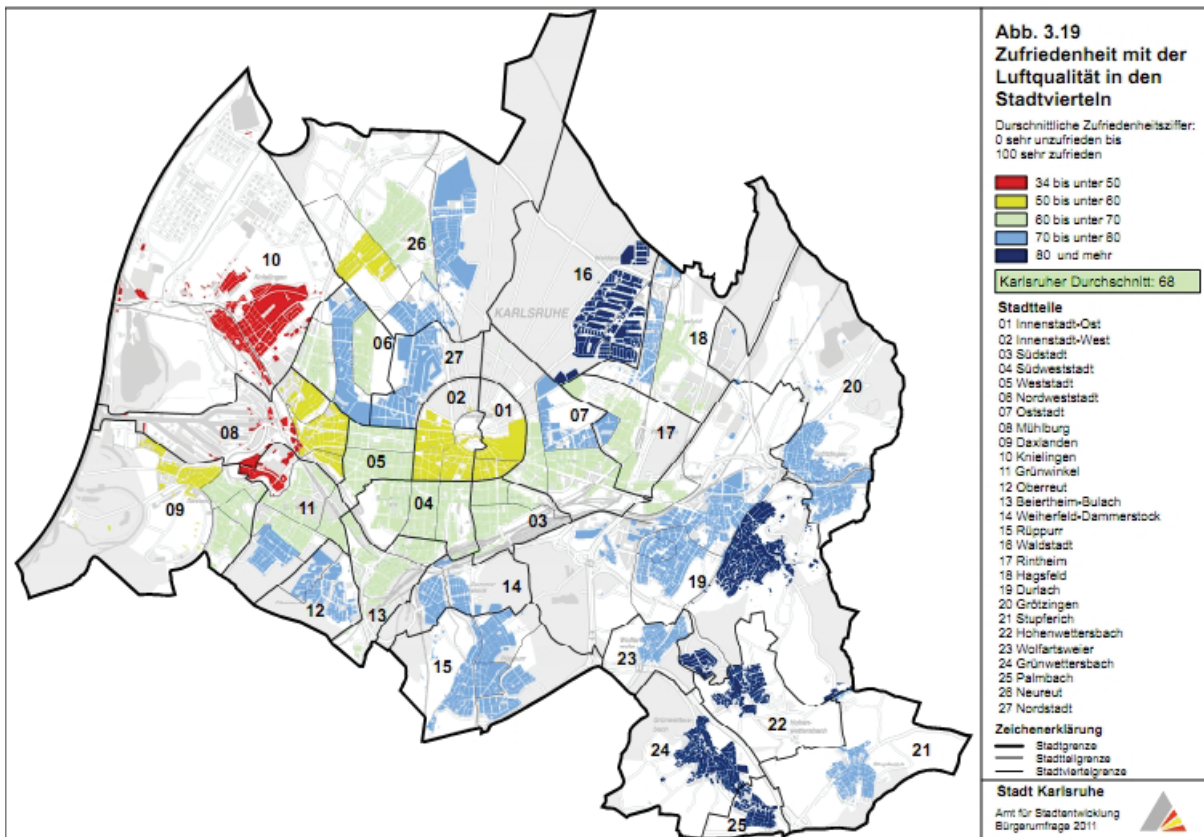 Abb. 3.19
Zufriedenheit mit der
Luftqualität in den
Stadtvierteln
Durschnittliche Zufriedenheitsziffer:
0 sehr unzufrieden bis
100 sehr zufrieden
34 bis unter 50
50 bis unter 60
60 bis unter 70
70 bis unter 80
80 und mehr
Karlsruher Durchschnitt: 68
Stadtteile
01 Innenstadt-Ost
02 Innenstadt-West
03 Südstadt
04 Südweststadt
05 Weststadt
06 Nordweststadt
07 Oststadt
08 Mühlburg
09 Daxlanden
10 Knielingen
11 Grünwinkel
12 Oberreut
13 Beiertheim-Bulach
14 Weiherfeld-Dammerstock
15 Rüppurr
16 Waldstadt
17 Rintheim
18 Hagsfeld
19 Durlach
20 Grötzingen
21 Stupferich
22 Hohenwettersbach
23 Wolfartsweier
24 Grünwettersbach
25 Palmbach
26 Neureut
27 Nordstadt
Zeichenerklärung
Stadtgrenze
Stadtteilgrenze
Stadtviertelgrenze
Stadt Karlsruhe
Amt für Stadtentwicklung
Bürgerumfrage 2011
26
10
Knielingen
16
KARLSRUHE
18
06
27
20
02
01
07
17
08
05
09
11
04
03
19
14
12
13
15
23
22
24
21
25